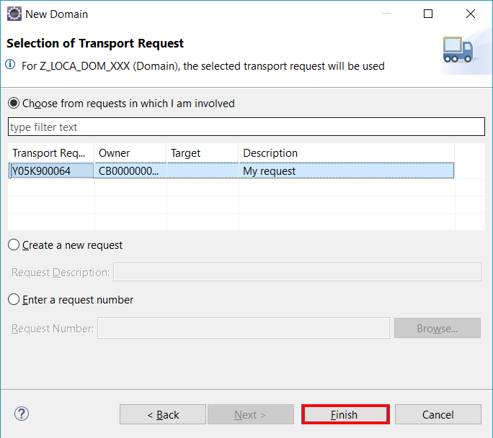 New Domain
Selection of Transport Request
For Z_LOCA_DOM_XXX (Domain), the selected transport request will be used
Choose from requests in which I am involved
type filter text
Transport Req... Owner Target Description
Y05K900064 CB0000000... My request
Create a new request
Request Description:
Enter a request number
Request Number: Browse...
< Back Next > Finish Cancel